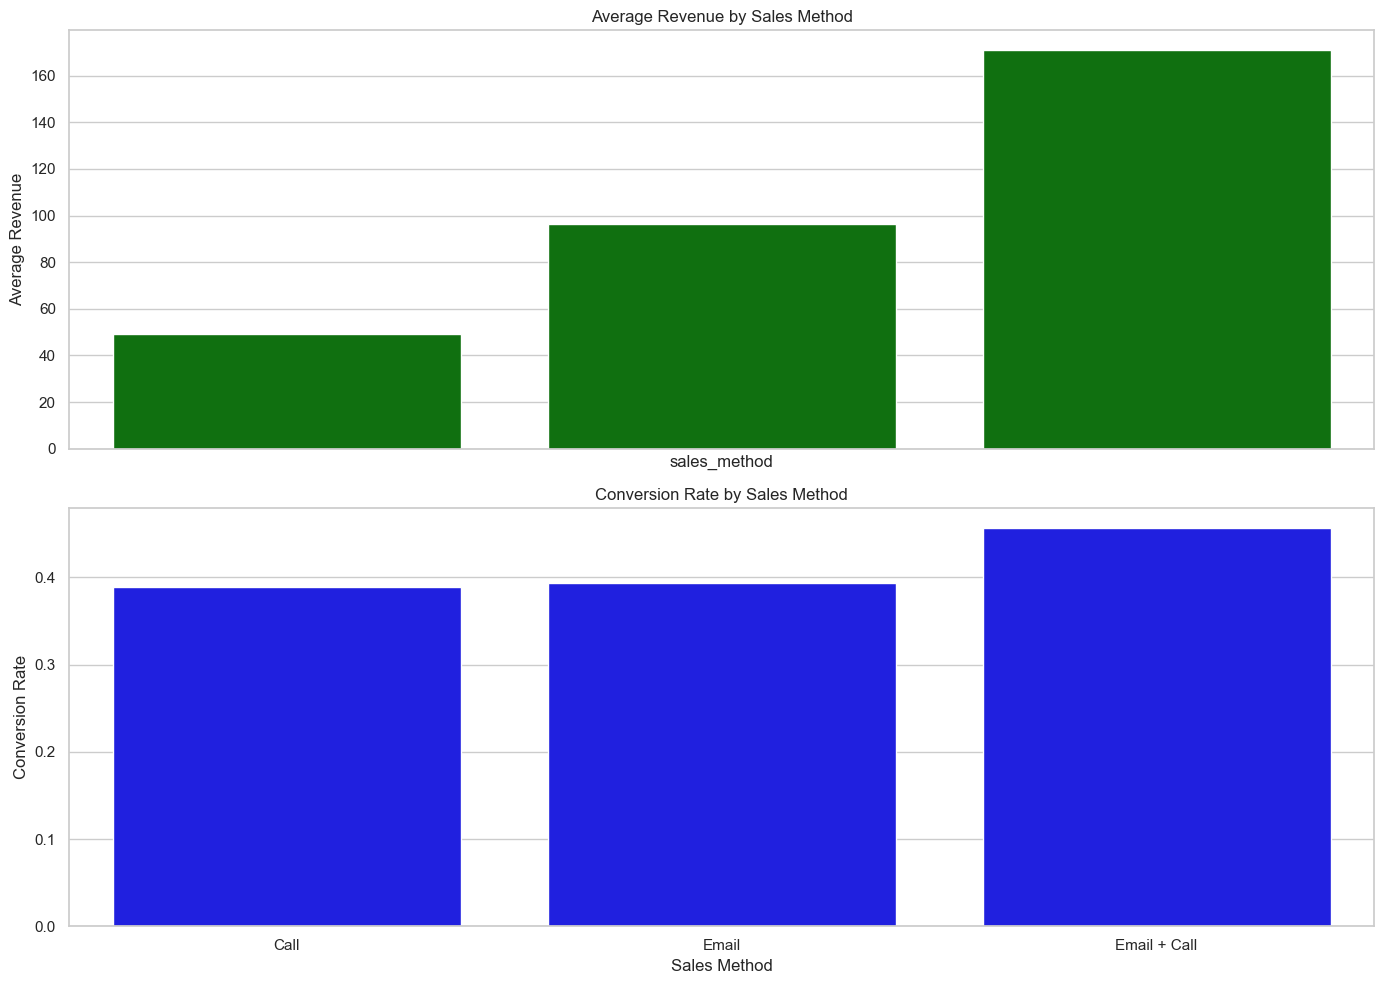 Average Revenue by Sales Method
Average Revenue
160
140
120
100
80
60
40
20
0
sales_method
Conversion Rate by Sales Method
Conversion Rate
0.4
0.3
0.2
0.1
0.0
Call Email Email + Call
Sales Method